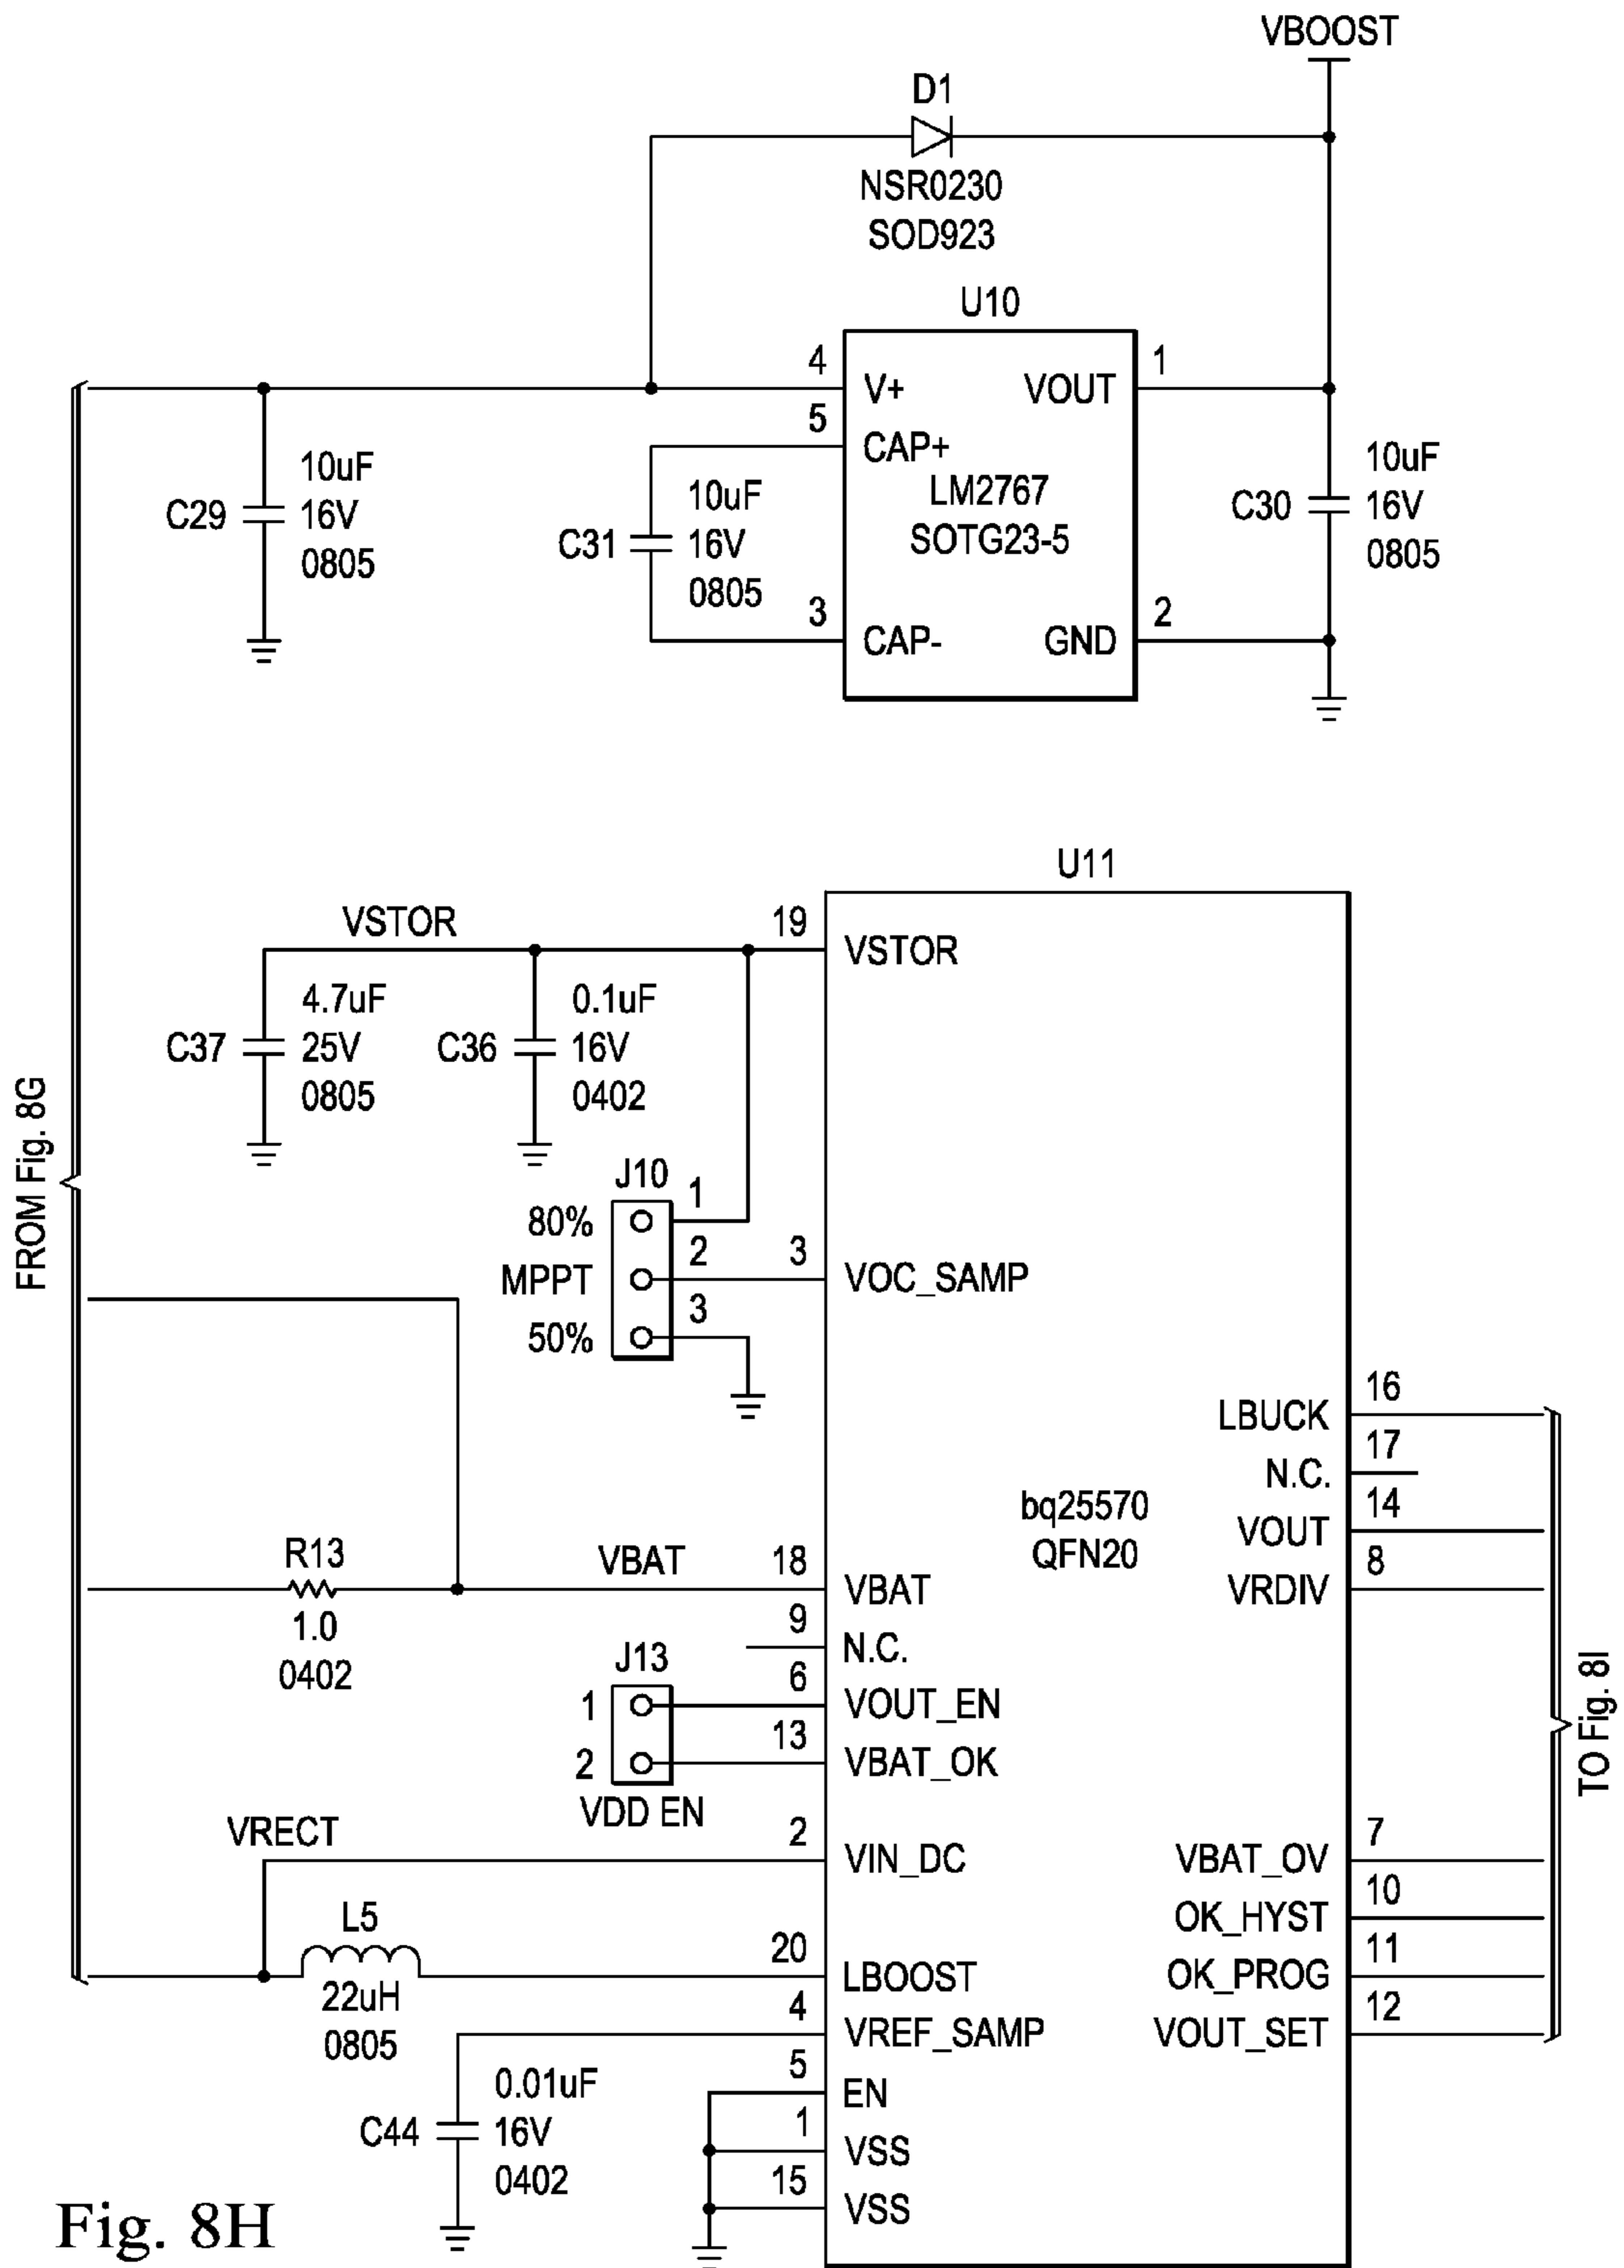 VBOOST
D1
NSR0230
SOD923
U10
4
V+
VOUT
1
5
CAP+
LM2767
SOTG23-5
3
CAP-
GND
2
10uF
C29
16V
0805
10uF
C31
16V
0805
10uF
C30
16V
0805
U11
VSTOR
19
VSTOR
4.7uF
C37
25V
0805
0.1uF
C36
16V
0402
FROM Fig. 8G
J10
80%
1
MPPT
2
3
VOC_SAMP
50%
3
16
LBUCK
17
N.C.
bq25570
QFN20
14
VOUT
8
VRDIV
R13
1.0
0402
VBAT
18
VBAT
9
N.C.
J13
1
6
VOUT_EN
2
13
VBAT_OK
VDD EN
VRECT
2
VIN_DC
VBAT_OV
7
OK_HYST
10
L5
22uH
0805
20
LBOOST
OK_PROG
11
4
VREF_SAMP
VOUT_SET
12
TO Fig. 8I
5
EN
0.01uF
C44
16V
0402
1
VSS
15
VSS
Fig. 8H